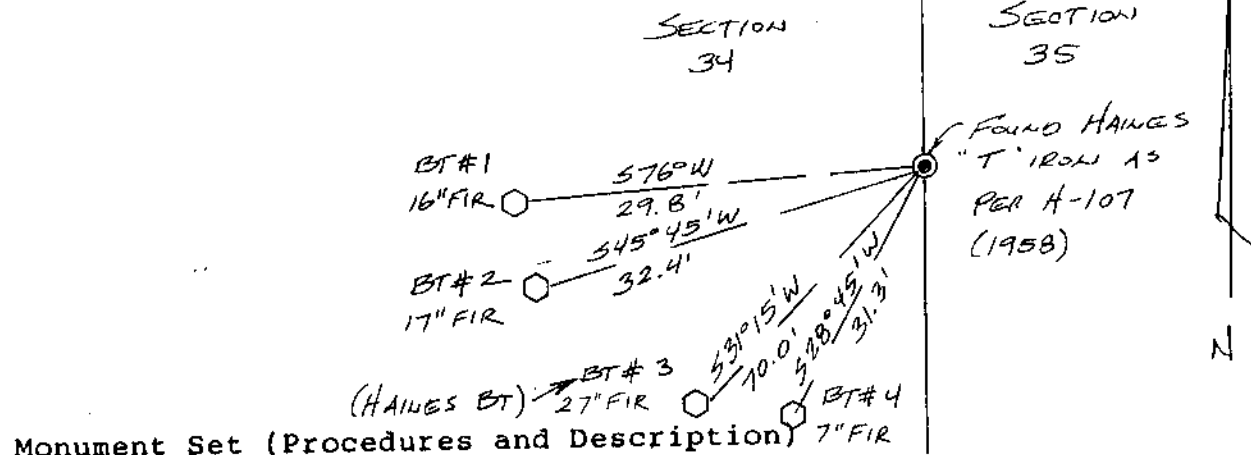 SECTION
34
SECTION
35
FOUND HAINES
"T" IRON AS
PER H-107
(1958)
BT#1
16"FIR
S76°W
29.8'
S45°45'W
32.4'
BT#2
17"FIR
S31°15'W
70.0'
S28°45'W
31.3'
(HAINES BT)
BT#3
27"FIR
BT#4
7"FIR
N
Monument Set (Procedures and Description)